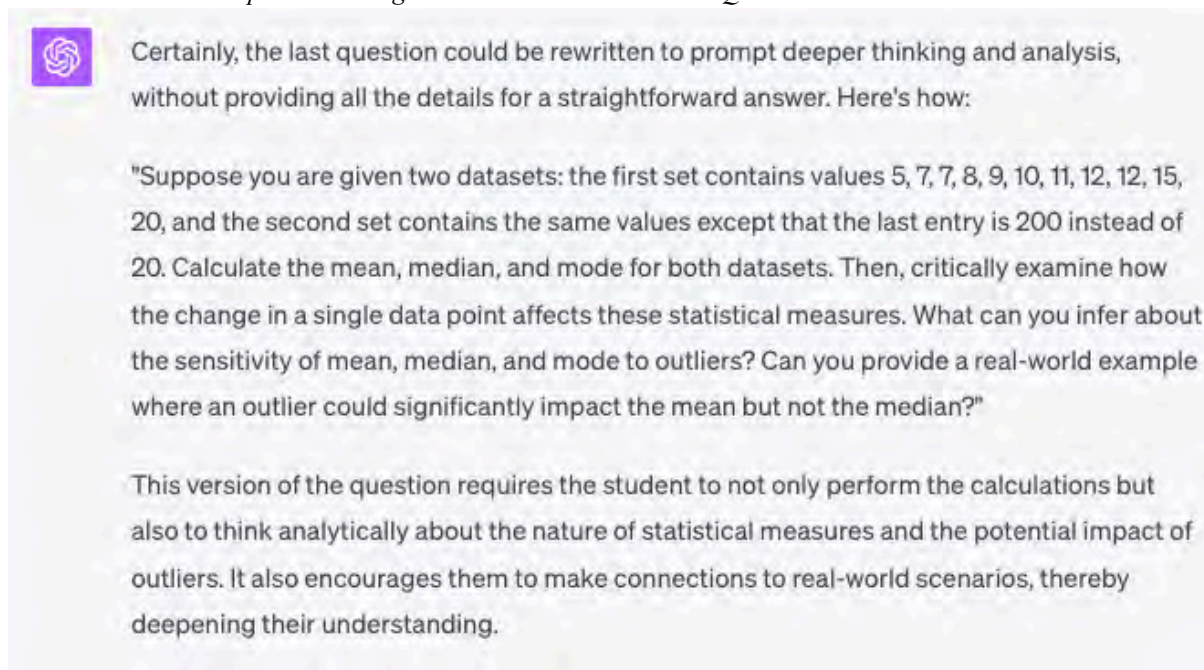 Certainly, the last question could be rewritten to prompt deeper thinking and analysis,
without providing all the details for a straightforward answer. Here's how:
"Suppose you are given two datasets: the first set contains values 5, 7, 7, 8, 9, 10, 11, 12, 12, 15,
20, and the second set contains the same values except that the last entry is 200 instead of
20. Calculate the mean, median, and mode for both datasets. Then, critically examine how
the change in a single data point affects these statistical measures. What can you infer about
the sensitivity of mean, median, and mode to outliers? Can you provide a real-world example
where an outlier could significantly impact the mean but not the median?"
This version of the question requires the student to not only perform the calculations but
also to think analytically about the nature of statistical measures and the potential impact of
outliers. It also encourages them to make connections to real-world scenarios, thereby
deepening their understanding.